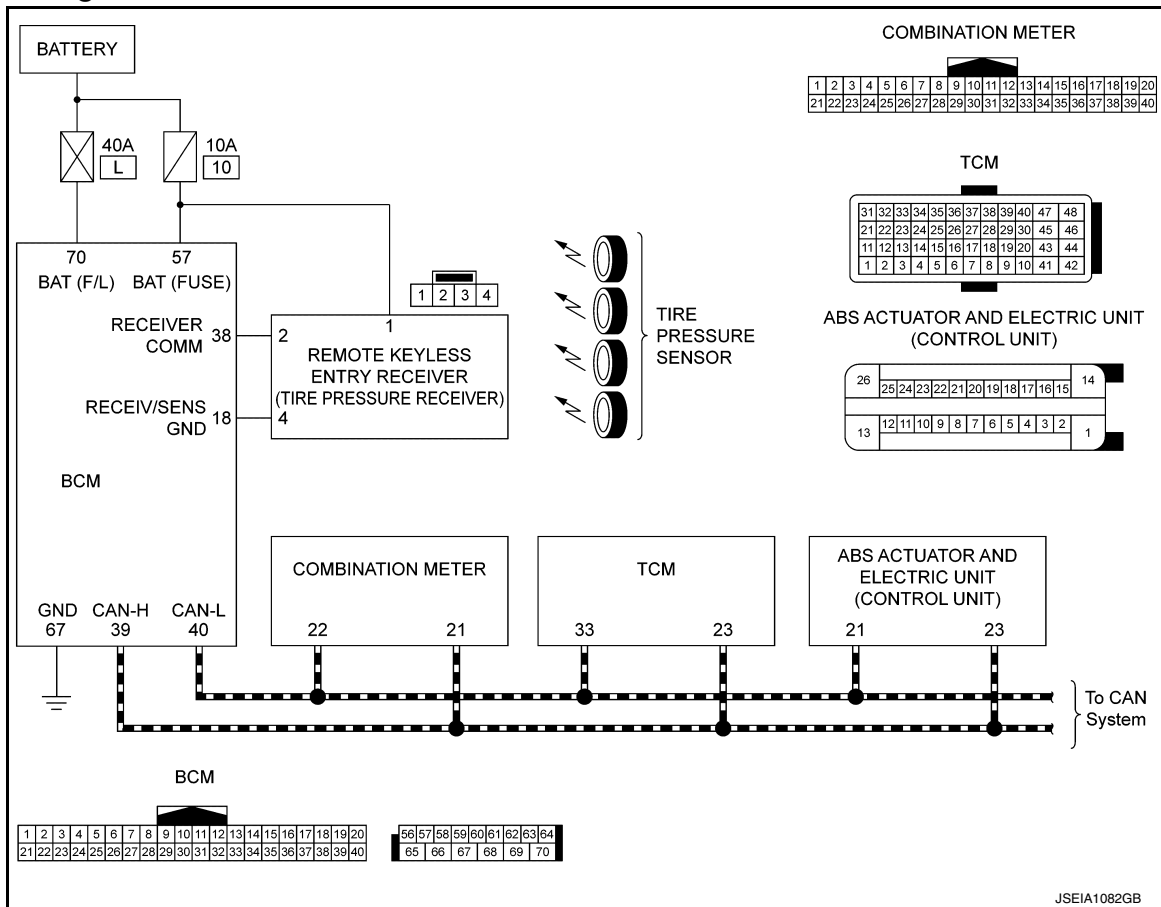 BATTERY
40A
L
10A
10
COMBINATION METER
1 2 3 4 5 6 7 8 9 10 11 12 13 14 15 16 17 18 19 20
21 22 23 24 25 26 27 28 29 30 31 32 33 34 35 36 37 38 39 40
TCM
31 32 33 34 35 36 37 38 39 40 47 48
21 22 23 24 25 26 27 28 29 30 45 46
11 12 13 14 15 16 17 18 19 20 43 44
1 2 3 4 5 6 7 8 9 10 41 42
ABS ACTUATOR AND ELECTRIC UNIT
(CONTROL UNIT)
26 25 24 23 22 21 20 19 18 17 16 15 14
13 12 11 10 9 8 7 6 5 4 3 2 1
70 57
BAT (F/L) BAT (FUSE)
RECEIVER
COMM
38
RECEIV/SENS
GND
18
BCM
GND CAN-H CAN-L
67 39 40
1 2 3 4
1
2
REMOTE KEYLESS
ENTRY RECEIVER
(TIRE PRESSURE RECEIVER)
4
TIRE
PRESSURE
SENSOR
COMBINATION METER
22 21
TCM
33 23
ABS ACTUATOR AND
ELECTRIC UNIT
(CONTROL UNIT)
21 23
To CAN
System
BCM
1 2 3 4 5 6 7 8 9 10 11 12 13 14 15 16 17 18 19 20
21 22 23 24 25 26 27 28 29 30 31 32 33 34 35 36 37 38 39 40
56 57 58 59 60 61 62 63 64
65 66 67 68 69 70
JSEIA1082GB